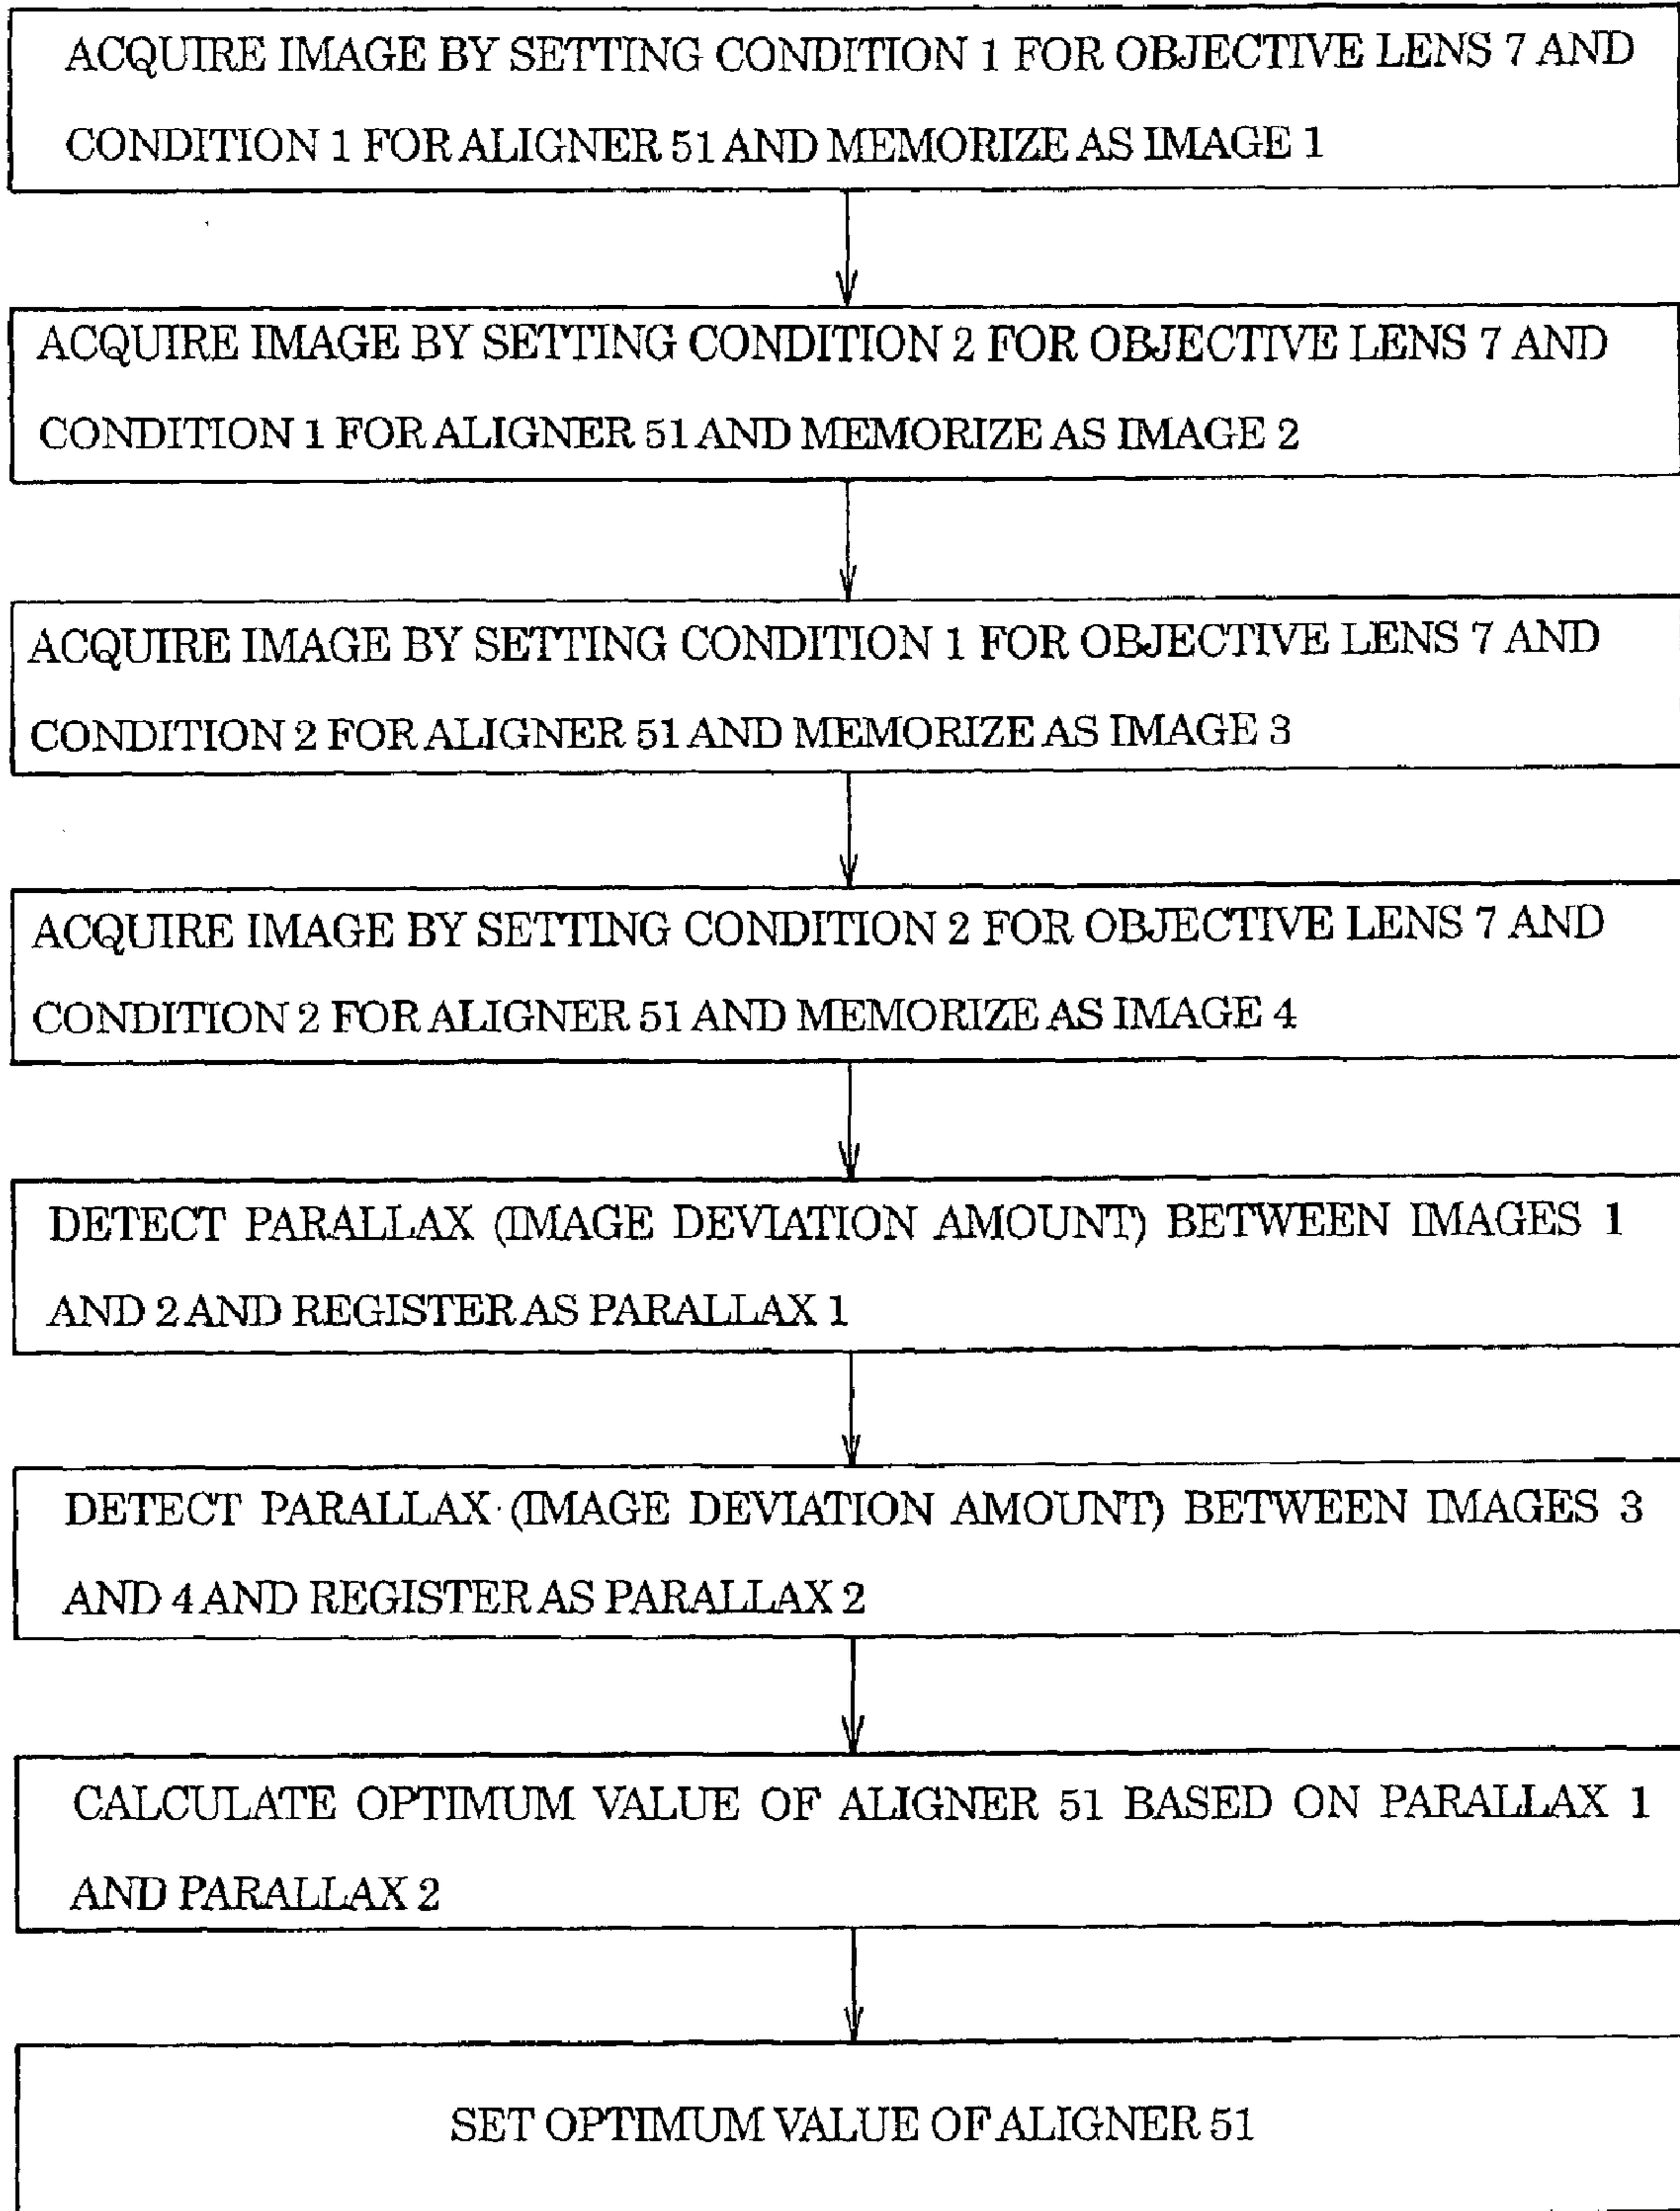 ACQUIRE IMAGE BY SETTING CONDITION 1 FOR OBJECTIVE LENS 7 AND
CONDITION 1 FOR ALIGNER 51 AND MEMORIZE AS IMAGE 1
ACQUIRE IMAGE BY SETTING CONDITION 2 FOR OBJECTIVE LENS 7 AND
CONDITION 1 FOR ALIGNER 51 AND MEMORIZE AS IMAGE 2
ACQUIRE IMAGE BY SETTING CONDITION 1 FOR OBJECTIVE LENS 7 AND
CONDITION 2 FOR ALIGNER 51 AND MEMORIZE AS IMAGE 3
ACQUIRE IMAGE BY SETTING CONDITION 2 FOR OBJECTIVE LENS 7 AND
CONDITION 2 FOR ALIGNER 51 AND MEMORIZE AS IMAGE 4
DETECT PARALLAX (IMAGE DEVIATION AMOUNT) BETWEEN IMAGES 1
AND 2 AND REGISTER AS PARALLAX 1
DETECT PARALLAX (IMAGE DEVIATION AMOUNT) BETWEEN IMAGES 3
AND 4 AND REGISTER AS PARALLAX 2
CALCULATE OPTIMUM VALUE OF ALIGNER 51 BASED ON PARALLAX 1
AND PARALLAX 2
SET OPTIMUM VALUE OF ALIGNER 51